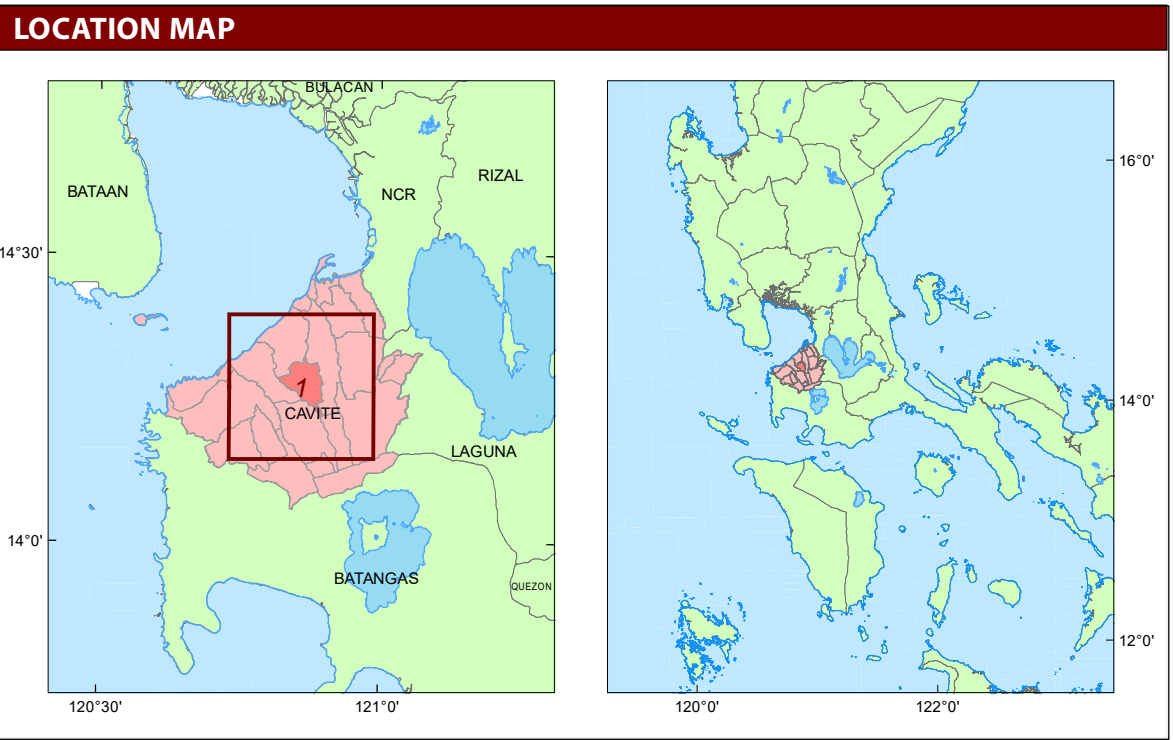 LOCATION MAP
BULACAN
BATAAN
NCR
RIZAL
14°30'
1
CAVITE
LAGUNA
14°0'
BATANGAS
QUEZON
120°30'
121°0'
16°0'
14°0'
12°0'
120°0'
122°0'